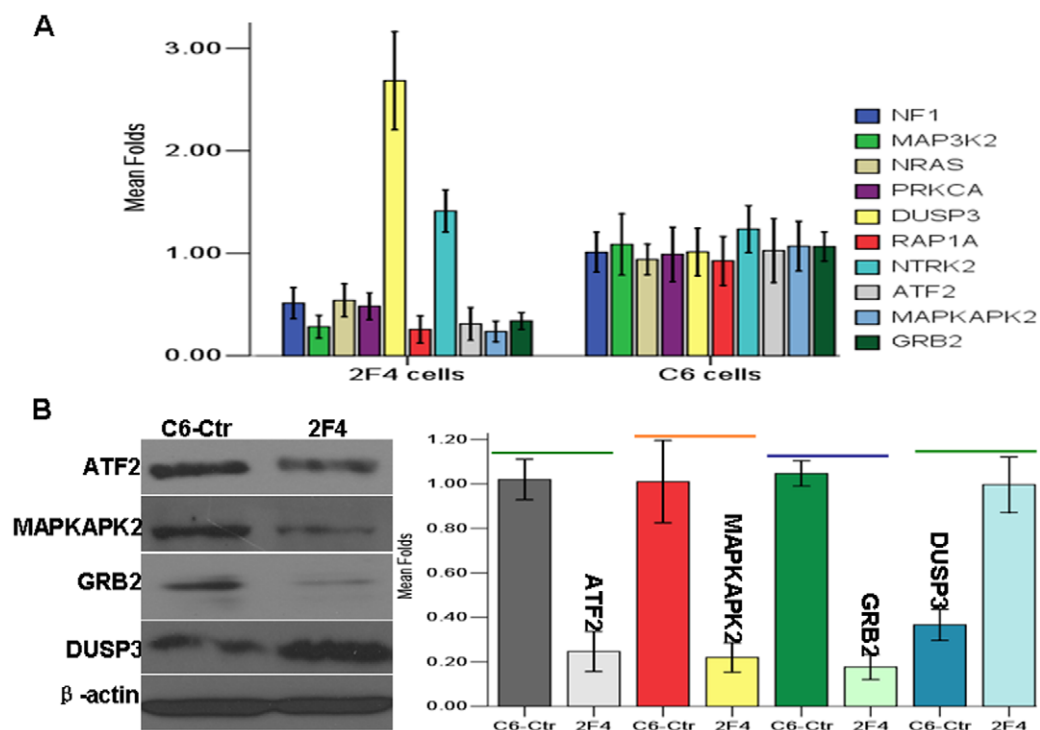 A
Mean Folds
3.00
2.00
1.00
0.00
2F4 cells
C6 cells
NF1
MAP3K2
NRAS
PRKCA
DUSP3
RAP1A
NTRK2
ATF2
MAPKAPK2
GRB2
B
C6-Ctr 2F4
ATF2
MAPKAPK2
GRB2
DUSP3
β-actin
Mean Folds
1.20
1.00
0.80
0.60
0.40
0.20
0.00
ATF2
MAPKAPK2
GRB2
DUSP3
C6-Ctr 2F4 C6-Ctr 2F4 C6-Ctr 2F4 C6-Ctr 2F4